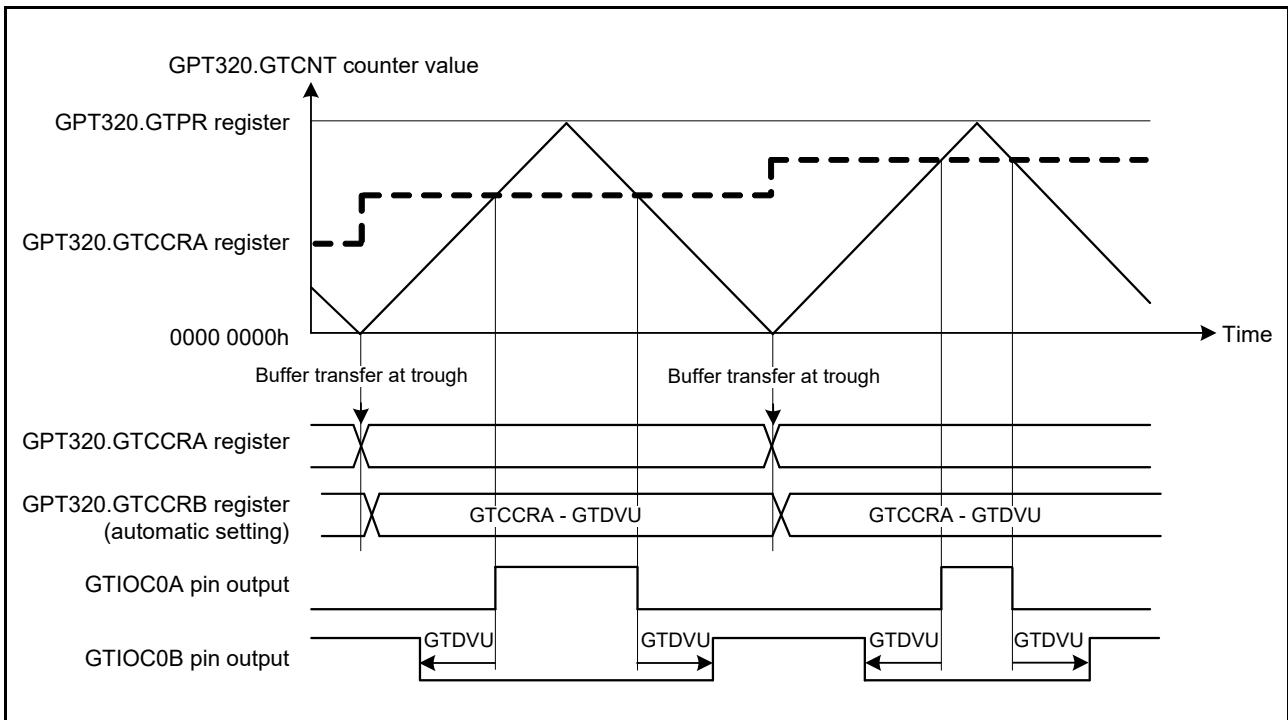 GPT320.GTCNT counter value
GPT320.GTPR register
GPT320.GTCCRA register
0000 0000h
Time
Buffer transfer at trough
Buffer transfer at trough
GPT320.GTCCRA register
GPT320.GTCCRB register
(automatic setting)
GTCCRA - GTDVU
GTCCRA - GTDVU
GTIOC0A pin output
GTIOC0B pin output
GTDVU
GTDVU
GTDVU
GTDVU